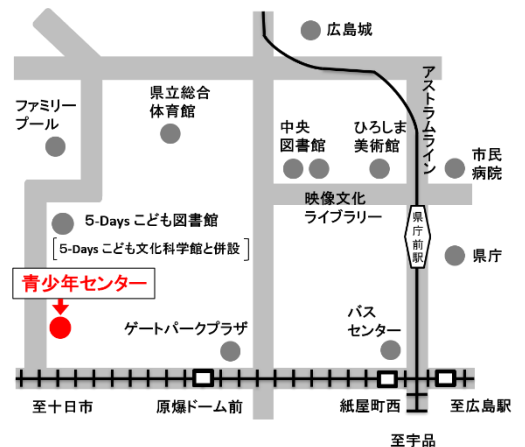 広島城
アストラムライン
ファミリー
プール
県立総合
体育館
中央
図書館
ひろしま
美術館
市民
病院
映像文化
ライブラリー
5-Days こども図書館
[5-Days こども文化科学館と併設]
県庁前駅
県庁
青少年センター
ゲートパークプラザ
バス
センター
至十日市
原爆ドーム前
紙屋町西
至広島駅
至宇品